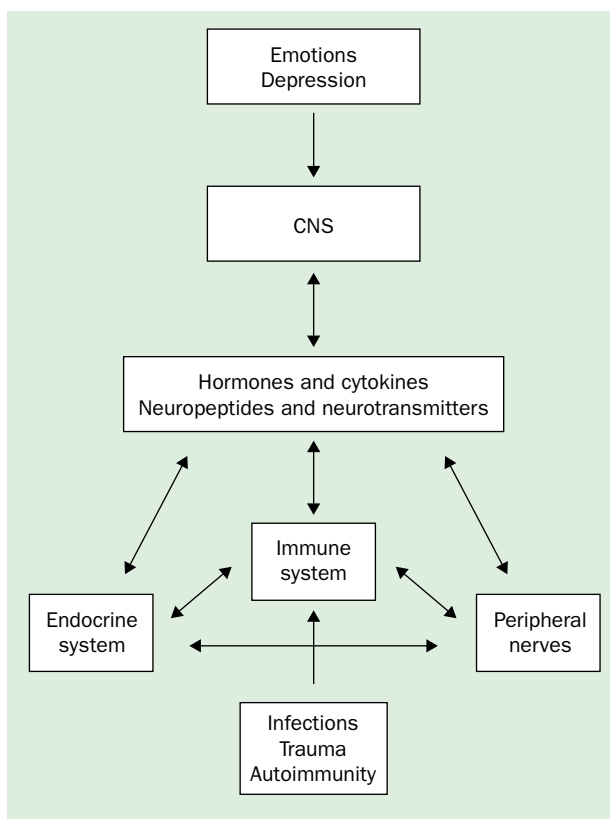 Emotions
Depression
CNS
Hormones and cytokines
Neuropeptides and neurotransmitters
Immune
system
Endocrine
system
Peripheral
nerves
Infections
Trauma
Autoimmunity